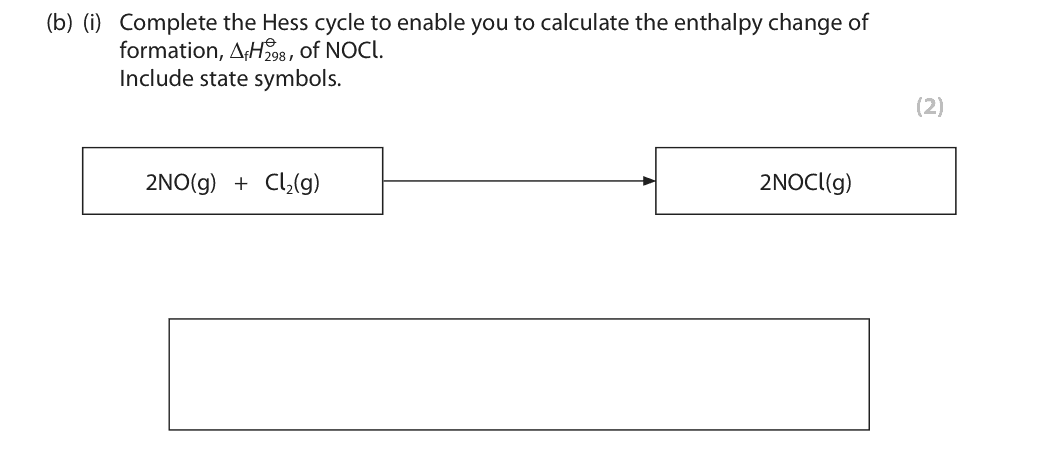 (b) (i) Complete the Hess cycle to enable you to calculate the enthalpy change of
formation, ΔfH⦵298, of NOCl.
Include state symbols.
(2)
2NO(g) + Cl₂(g)
2NOCl(g)